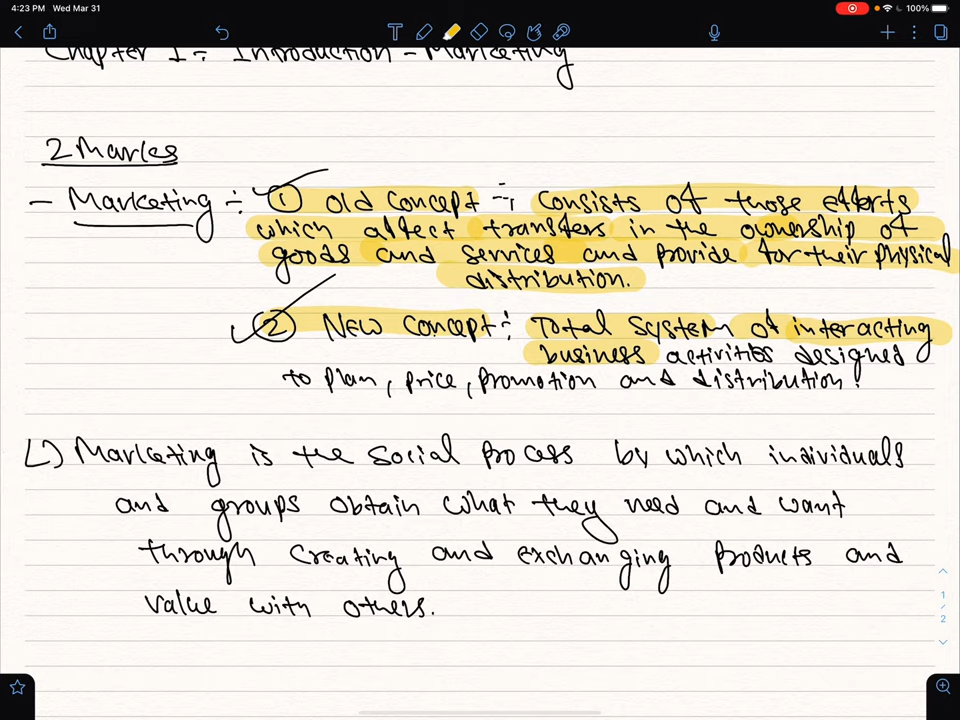 4:23 PM Wed Mar 31
100%
Chapter 1 :- Introduction - Marketing
2 Marks
- Marketing ÷ ① Old Concept :- Consists of those efforts
which affect transfers in the ownership of
goods and services and provide for their physical
distribution.
② New Concept : Total system of interacting
business activities designed
to plan, price, promotion and distribution.
L) Marketing is the social process by which individuals
and groups obtain what they need and want
through creating and exchanging products and
value with others.
1
/
2